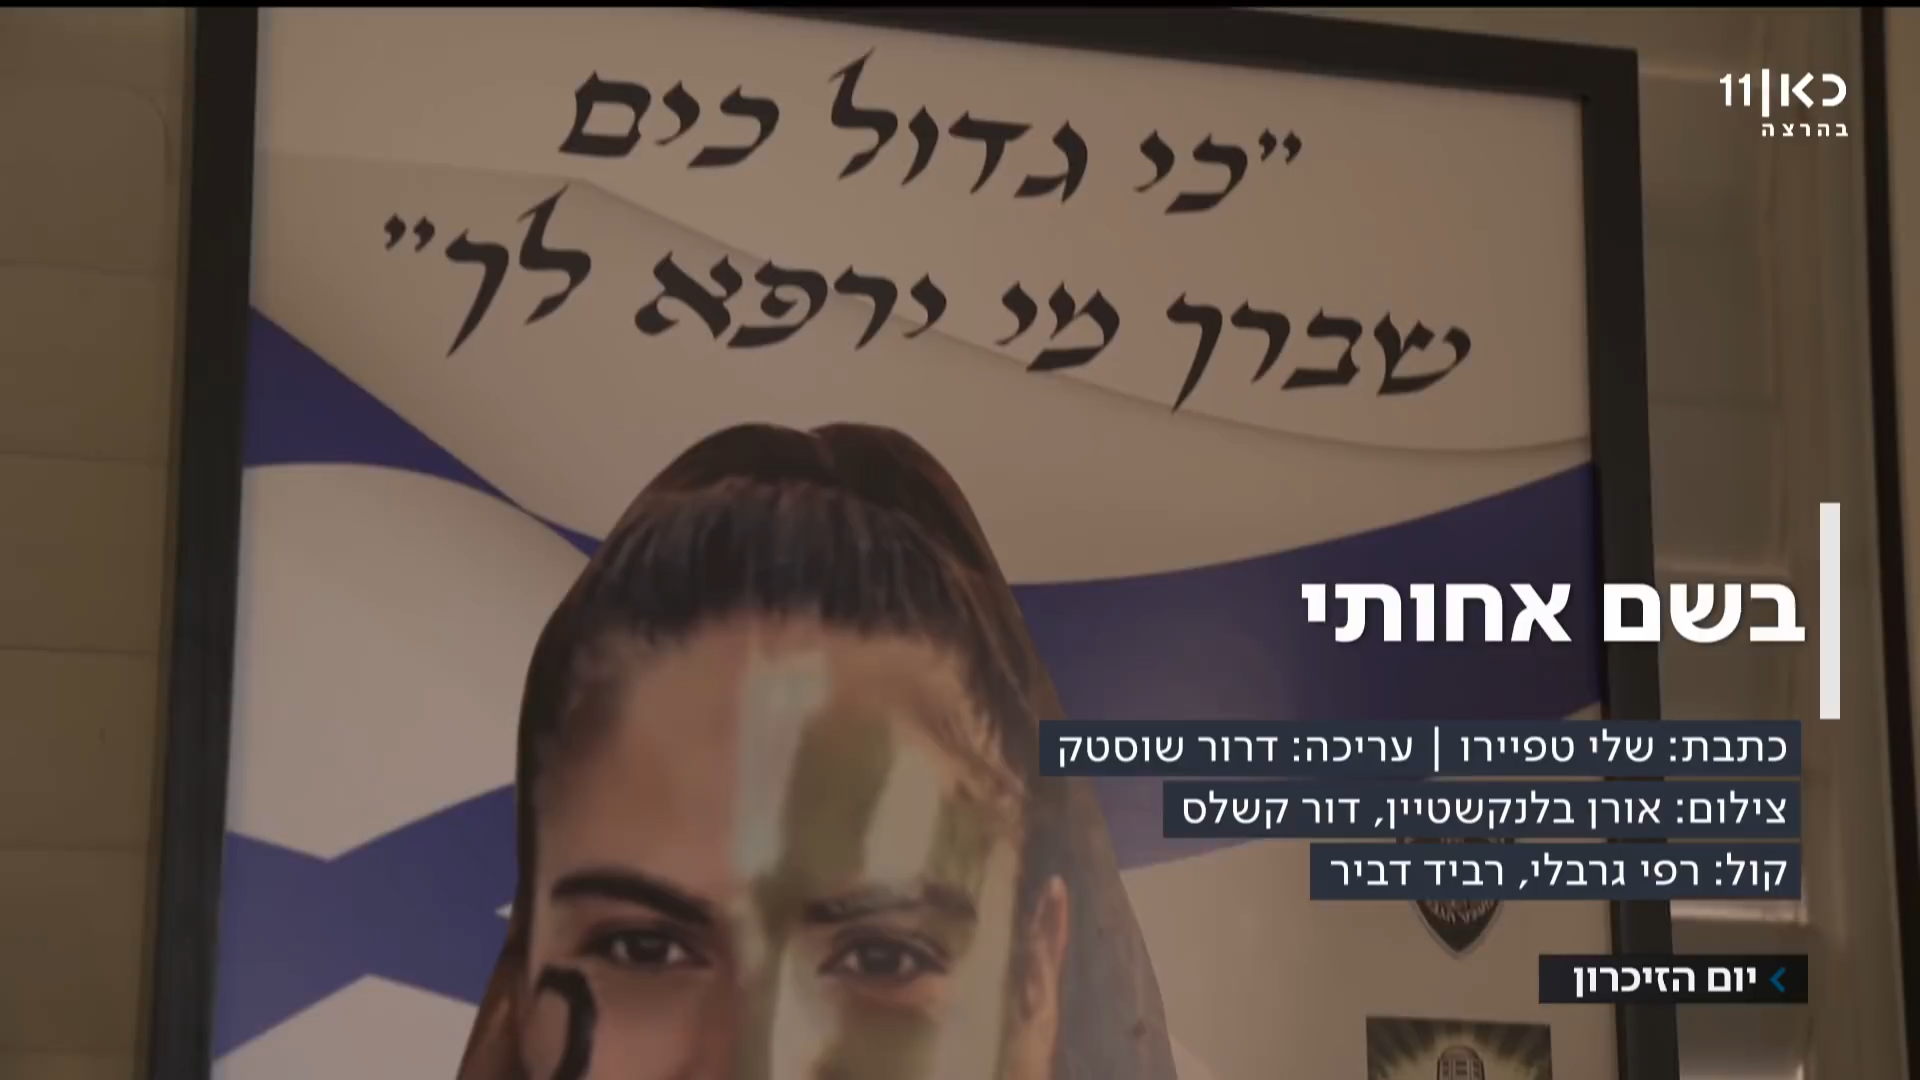 "כי גדול כים
שברך מי ירפא לך"
כאן|11
בהרצה
בשם אחותי
כתבת: שלי טפיירו | עריכה: דרור שוסטק
צילום: אורן בלנקשטיין, דור קשלס
קול: רפי גרבלי, רביד דביר
יום הזיכרון